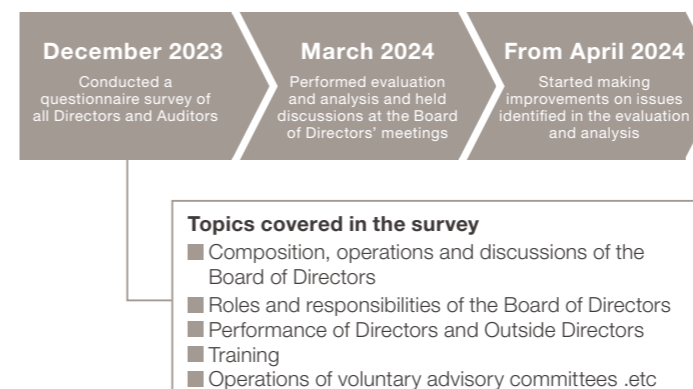 December 2023
Conducted a
questionnaire survey of
all Directors and Auditors
March 2024
Performed evaluation
and analysis and held
discussions at the Board
of Directors' meetings
From April 2024
Started making
improvements on issues
identified in the evaluation
and analysis
Topics covered in the survey
Composition, operations and discussions of the
Board of Directors
Roles and responsibilities of the Board of Directors
Performance of Directors and Outside Directors
Training
Operations of voluntary advisory committees .etc